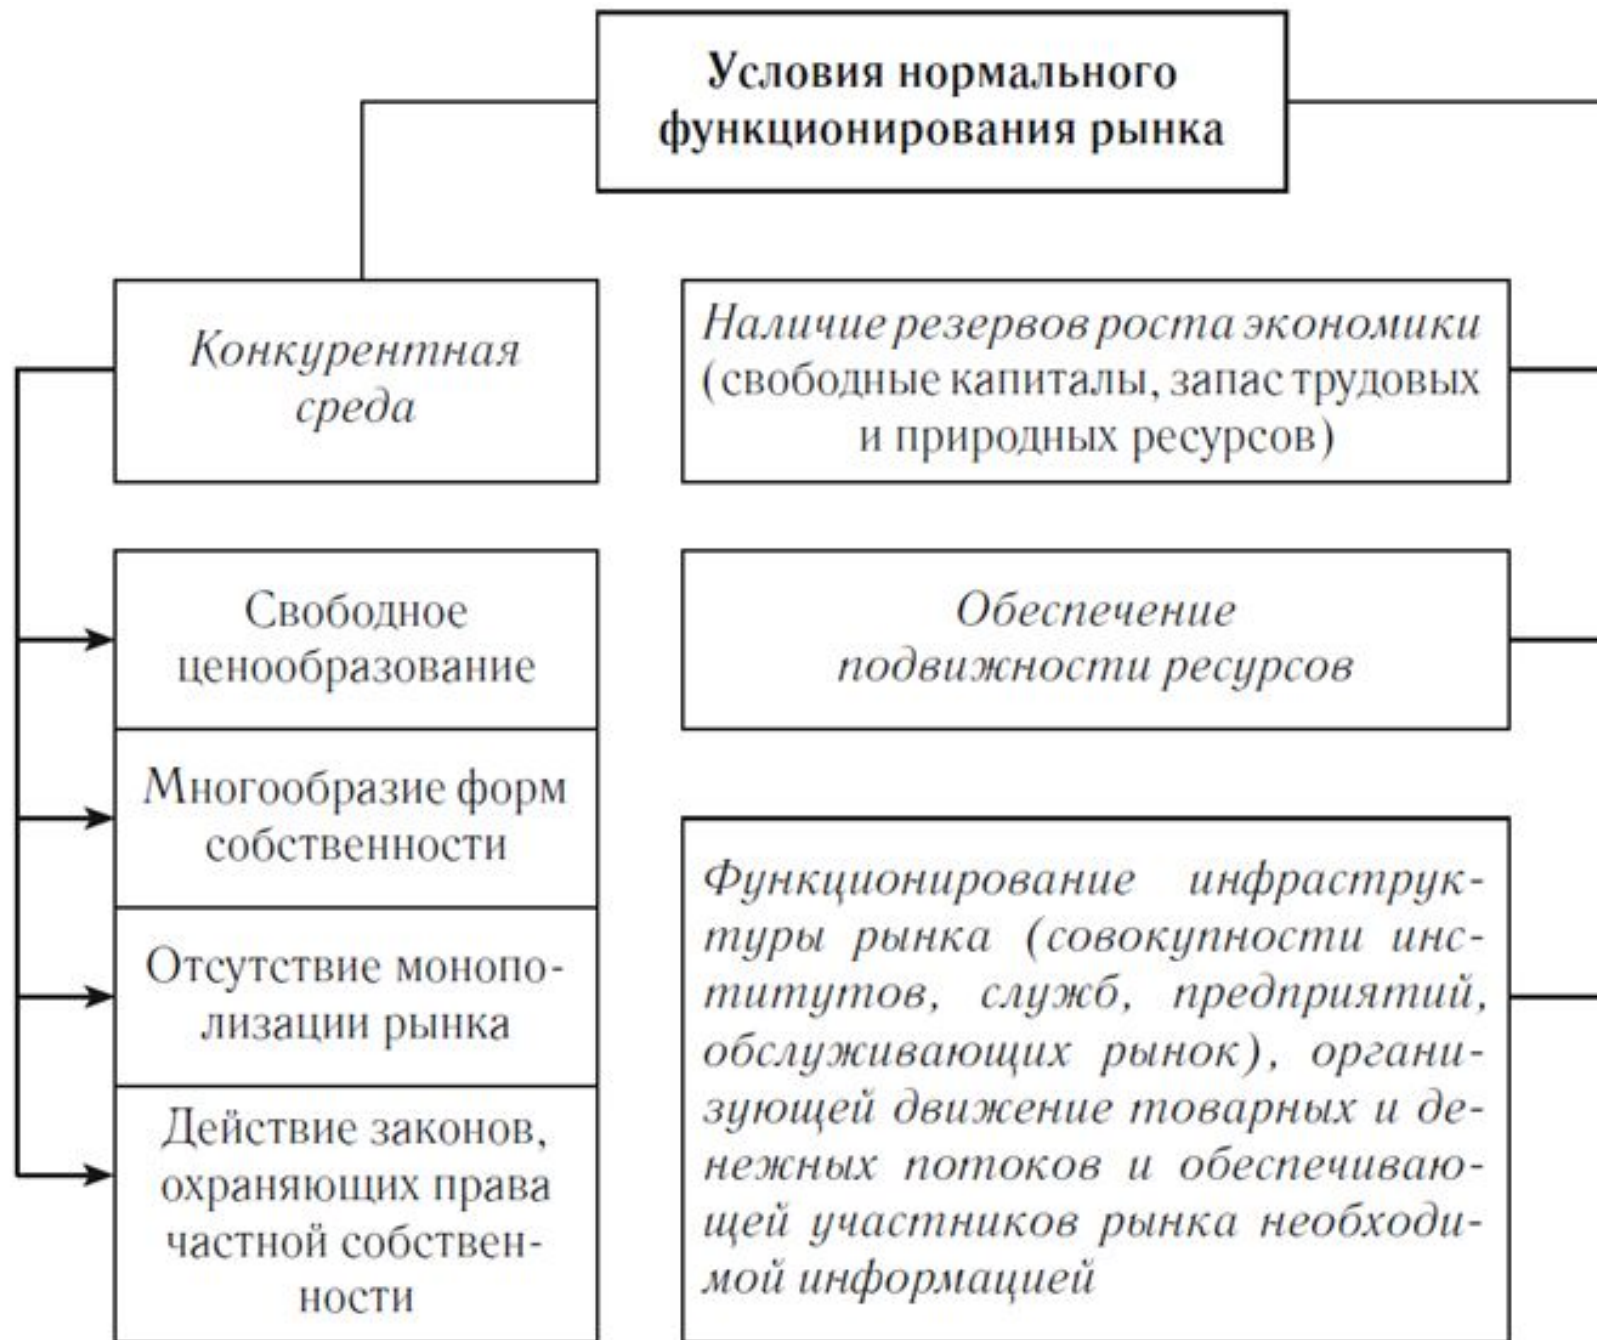 Условия нормального
функционирования рынка
Конкурентная
среда
Свободное
ценообразование
Многообразие форм
собственности
Отсутствие монопо-
лизации рынка
Действие законов,
охраняющих права
частной собствен-
ности
Наличие резервов роста экономики
(свободные капиталы, запас трудовых
и природных ресурсов)
Обеспечение
подвижности ресурсов
Функционирование инфраструк-
туры рынка (совокупности инс-
титутов, служб, предприятий,
обслуживающих рынок), органи-
зующей движение товарных и де-
нежных потоков и обеспечиваю-
щей участников рынка необходи-
мой информацией